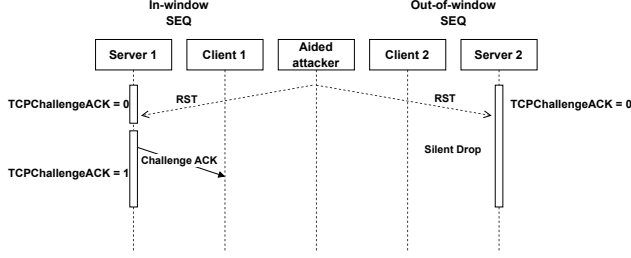 In-window
SEQ
Out-of-window
SEQ
Server 1
Client 1
Aided
attacker
Client 2
Server 2
TCPChallengeACK = 0
RST
RST
TCPChallengeACK = 0
Challenge ACK
Silent Drop
TCPChallengeACK = 1